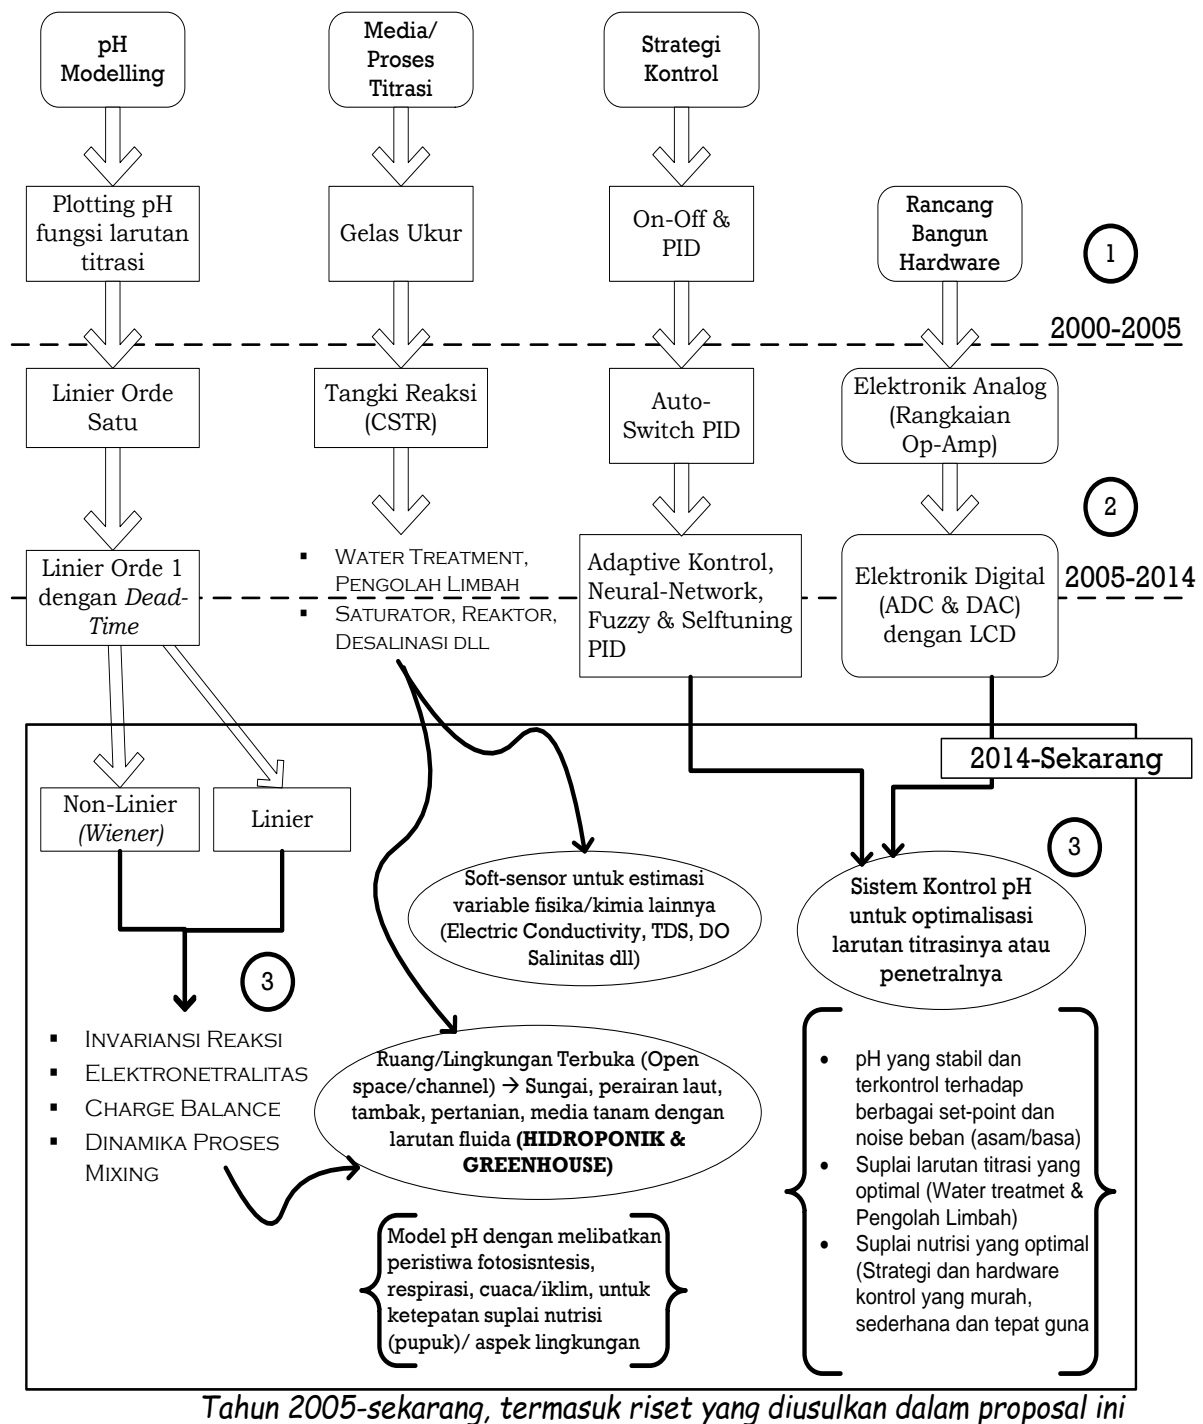 pH
Modelling
Media/
Proses
Titrasi
Strategi
Kontrol
Plotting pH
fungsi larutan
titrasi
Gelas Ukur
On-Off &
PID
Rancang
Bangun
Hardware
1
2000-2005
Linier Orde
Satu
Tangki Reaksi
(CSTR)
Auto-
Switch PID
Elektronik Analog
(Rangkaian
Op-Amp)
2
Linier Orde 1
dengan Dead-
Time
▪ WATER TREATMENT,
PENGOLAH LIMBAH
▪ SATURATOR, REAKTOR,
DESALINASI DLL
Adaptive Kontrol,
Neural-Network,
Fuzzy & Selftuning
PID
Elektronik Digital
(ADC & DAC)
dengan LCD
2005-2014
2014-Sekarang
Non-Linier
(Wiener)
Linier
3
Soft-sensor untuk estimasi
variable fisika/kimia lainnya
(Electric Conductivity, TDS, DO
Salinitas dll)
Sistem Kontrol pH
untuk optimalisasi
larutan titrasinya atau
penetralnya
3
▪ INVARIANSI REAKSI
▪ ELEKTRONETRALITAS
▪ CHARGE BALANCE
▪ DINAMIKA PROSES
MIXING
Ruang/Lingkungan Terbuka (Open
space/channel) → Sungai, perairan laut,
tambak, pertanian, media tanam dengan
larutan fluida (HIDROPONIK &
GREENHOUSE)
• pH yang stabil dan
terkontrol terhadap
berbagai set-point dan
noise beban (asam/basa)
• Suplai larutan titrasi yang
optimal (Water treatmet &
Pengolah Limbah)
• Suplai nutrisi yang optimal
(Strategi dan hardware
kontrol yang murah,
sederhana dan tepat guna
Model pH dengan melibatkan
peristiwa fotosisntesis,
respirasi, cuaca/iklim, untuk
ketepatan suplai nutrisi
(pupuk)/ aspek lingkungan
Tahun 2005-sekarang, termasuk riset yang diusulkan dalam proposal ini